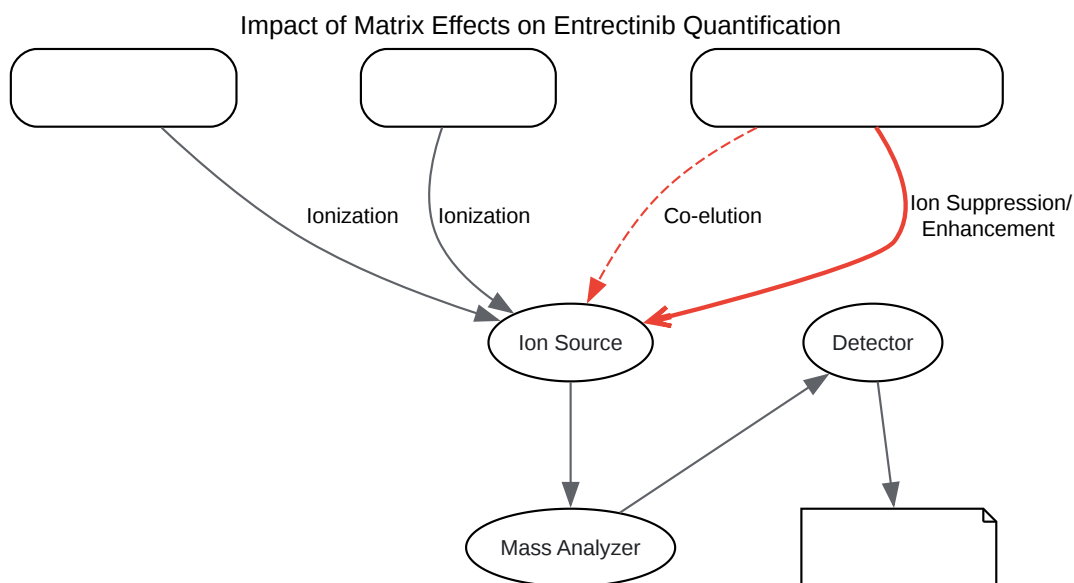 Impact of Matrix Effects on Entrectinib Quantification
Ionization
Ionization
Co-elution
Ion Suppression/
Enhancement
Ion Source
Detector
Mass Analyzer